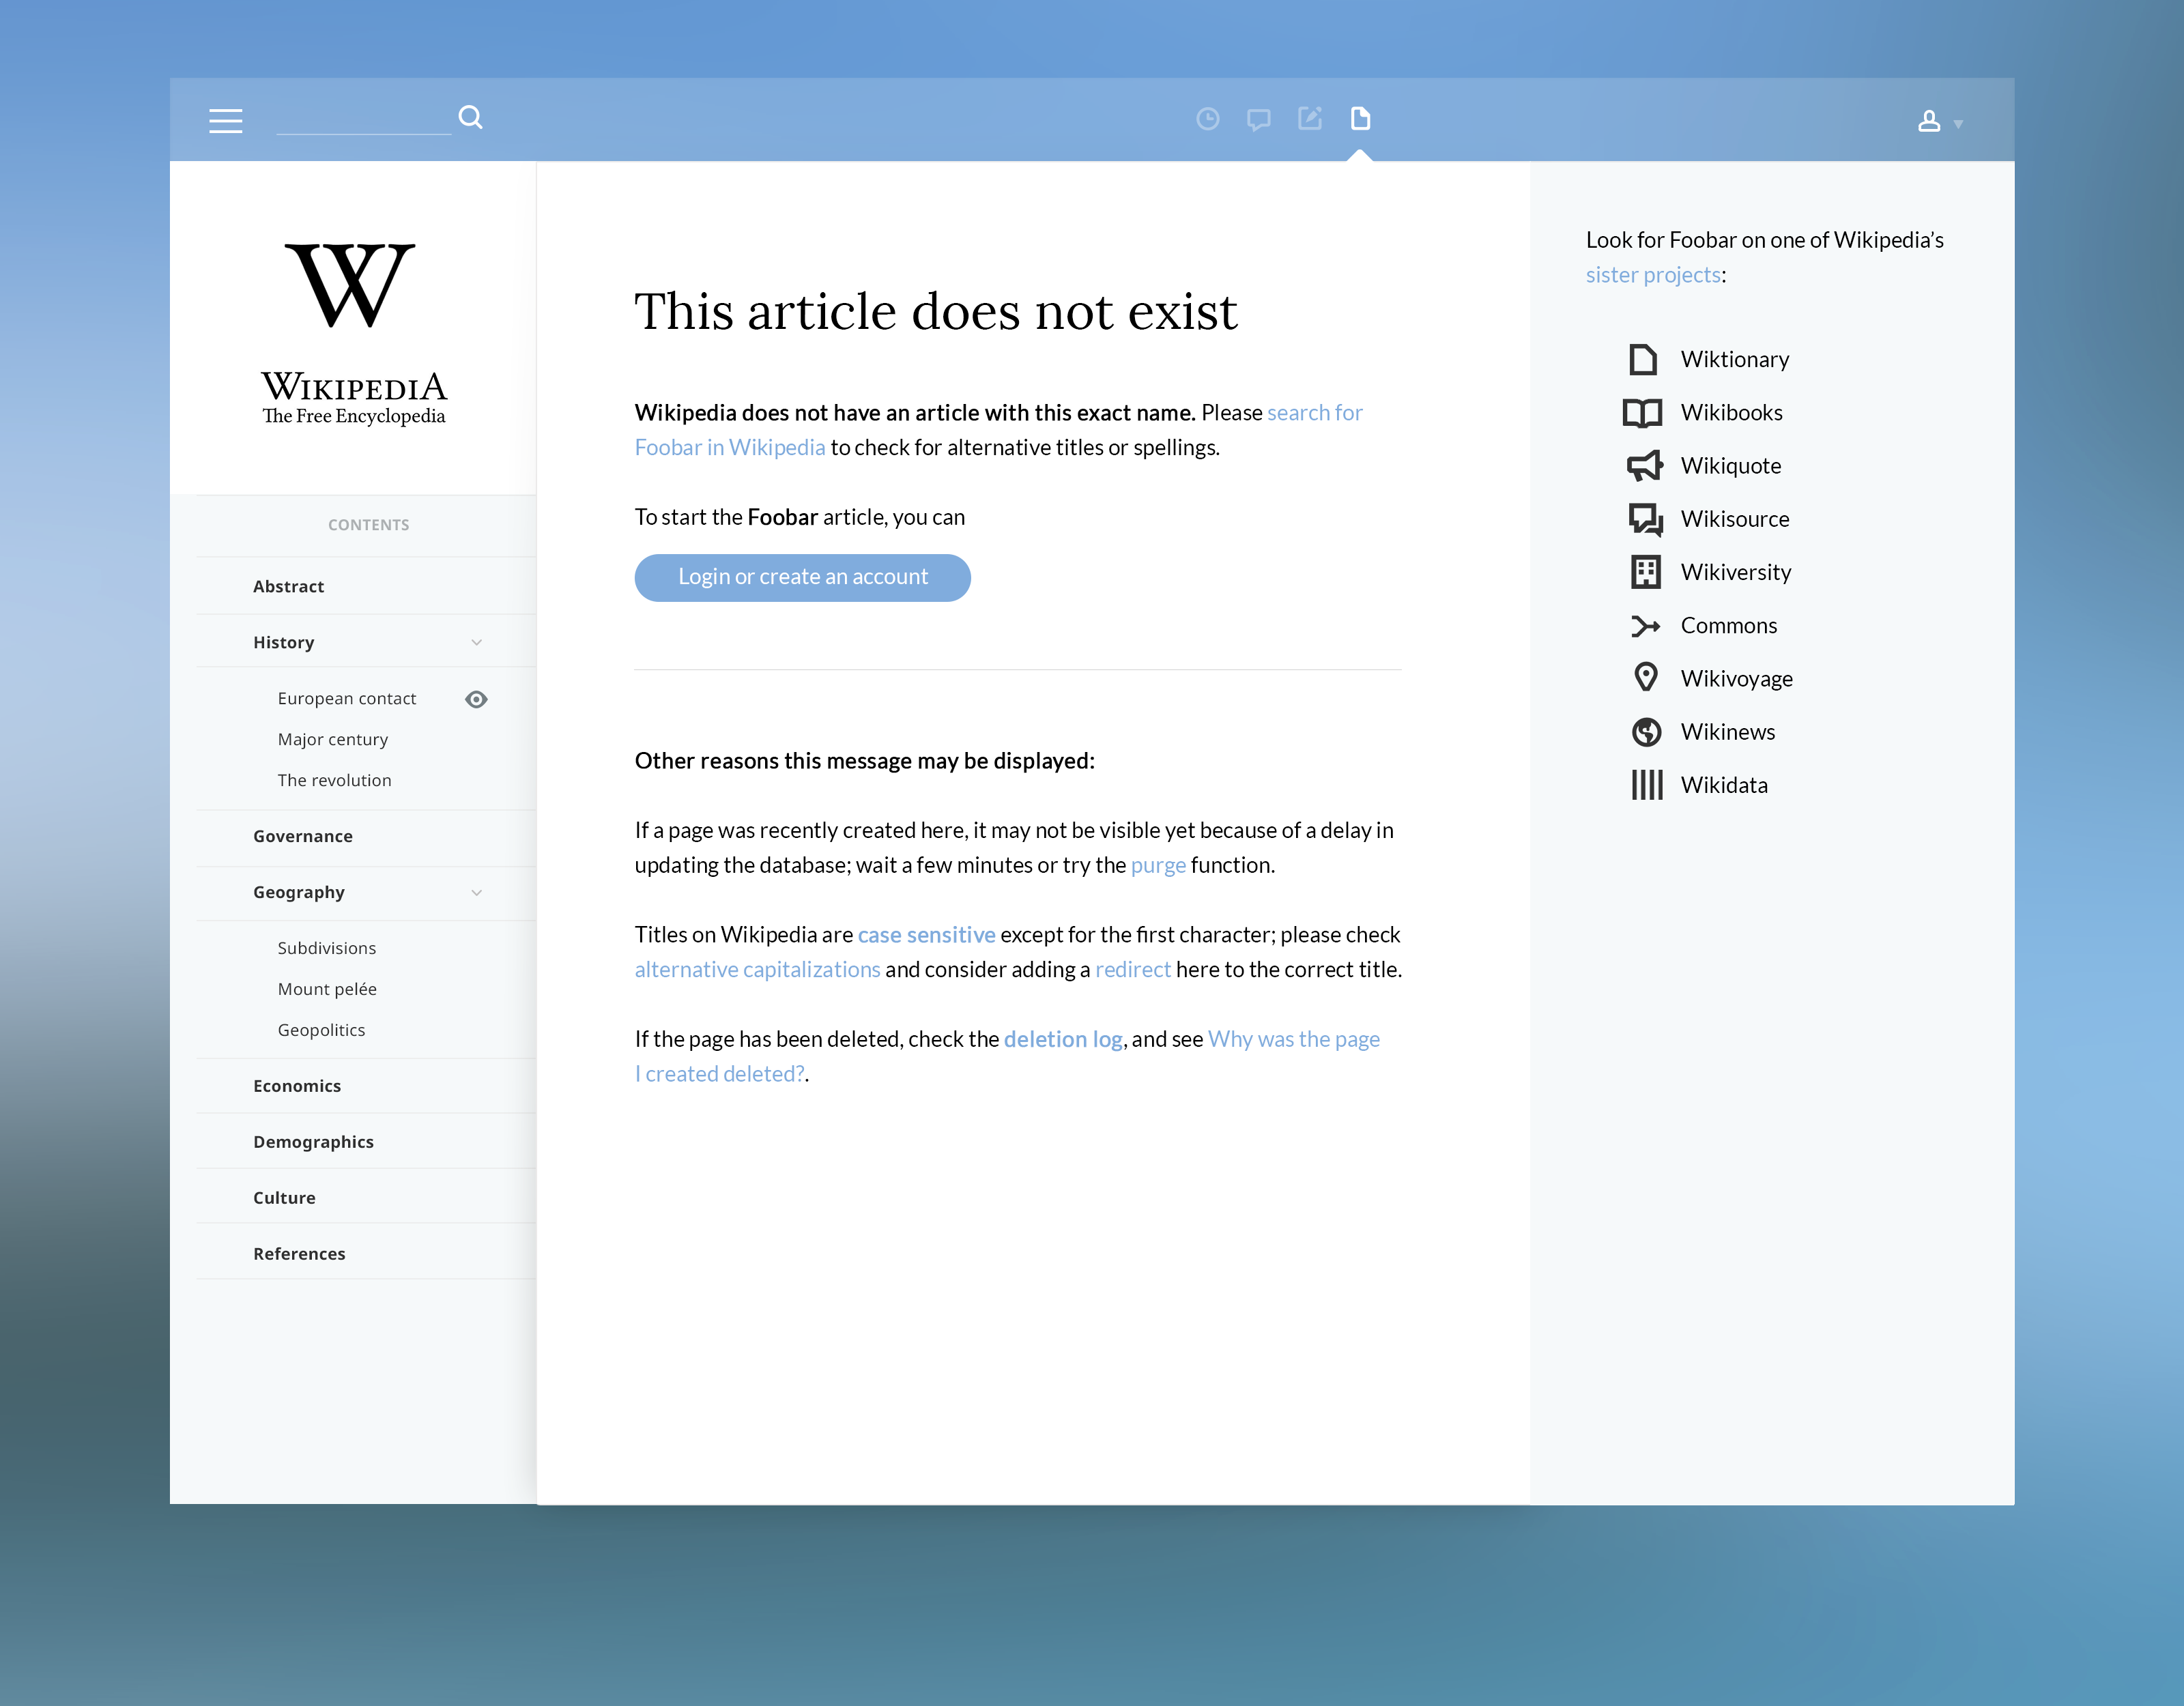 W
WIKIPEDIA
The Free Encyclopedia
CONTENTS
Abstract
History
European contact
Major century
The revolution
Governance
Geography
Subdivisions
Mount pelée
Geopolitics
Economics
Demographics
Culture
References
This article does not exist
Wikipedia does not have an article with this exact name. Please search for
Foobar in Wikipedia to check for alternative titles or spellings.
To start the Foobar article, you can
Login or create an account
Other reasons this message may be displayed:
If a page was recently created here, it may not be visible yet because of a delay in
updating the database; wait a few minutes or try the purge function.
Titles on Wikipedia are case sensitive except for the first character; please check
alternative capitalizations and consider adding a redirect here to the correct title.
If the page has been deleted, check the deletion log, and see Why was the page
I created deleted?.
Look for Foobar on one of Wikipedia’s
sister projects:
Wiktionary
Wikibooks
Wikiquote
Wikisource
Wikiversity
Commons
Wikivoyage
Wikinews
Wikidata